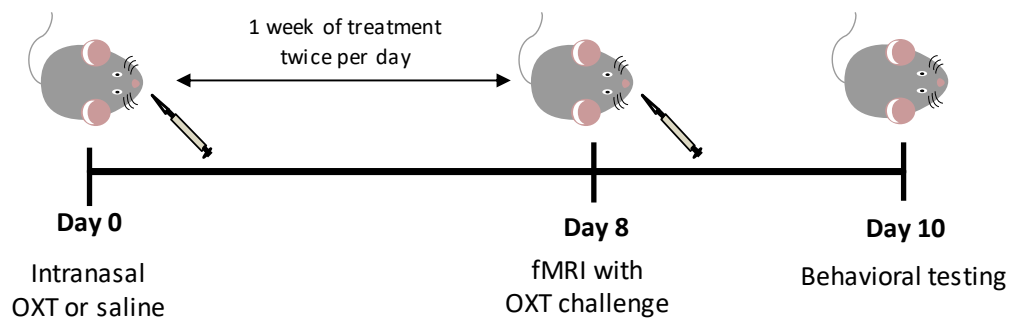 1 week of treatment
twice per day
Day 0
Day 8
Day 10
Intranasal
OXT or saline
fMRI with
OXT challenge
Behavioral testing